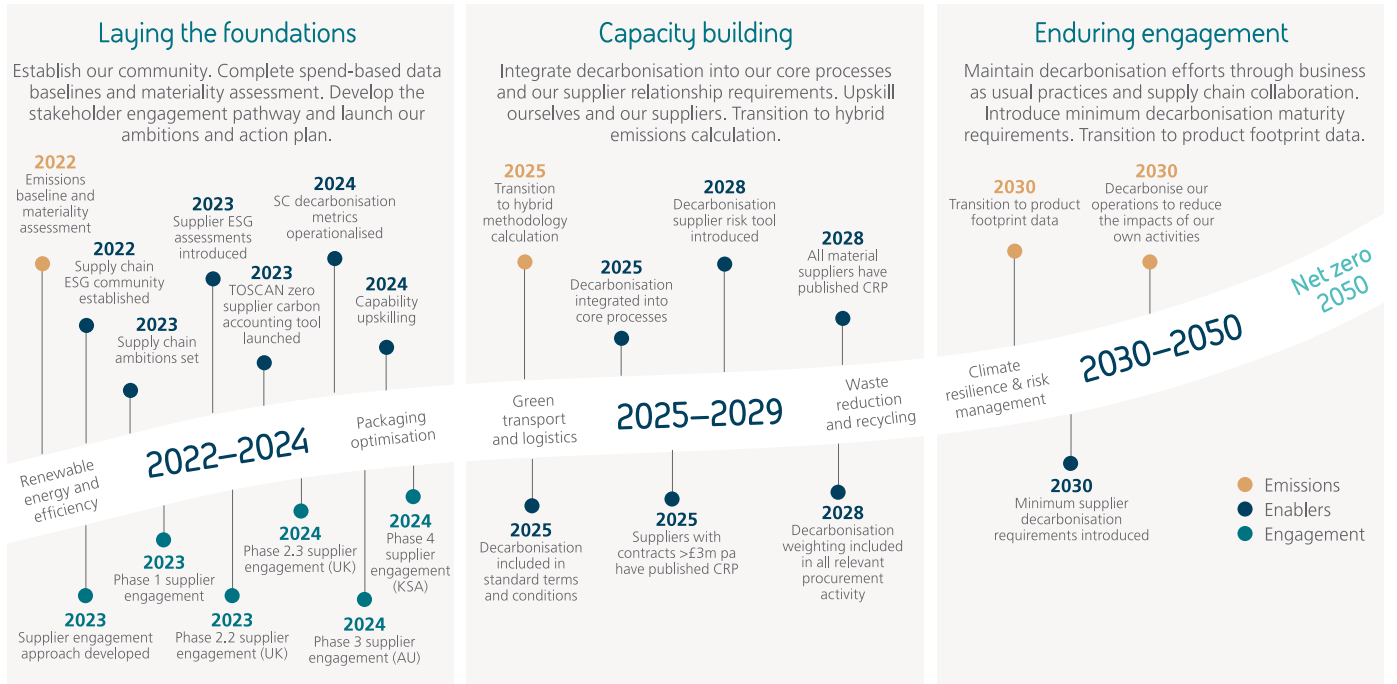 Laying the foundations
Establish our community. Complete spend-based data
baselines and materiality assessment. Develop the
stakeholder engagement pathway and launch our
ambitions and action plan.
2022
Emissions
baseline and
materiality
assessment
2022
Supply chain
ESG community
established
2023
Supply chain
ambitions set
2023
Supplier ESG
assessments
introduced
2023
TOSCAN zero
supplier carbon
accounting tool
launched
2024
SC decarbonisation
metrics
operationalised
2024
Capability
upskilling
Renewable
energy and
efficiency
2022–2024
Packaging
optimisation
2023
Supplier engagement
approach developed
2023
Phase 1 supplier
engagement
2023
Phase 2.2 supplier
engagement (UK)
2024
Phase 2.3 supplier
engagement (UK)
2024
Phase 3 supplier
engagement (AU)
2024
Phase 4
supplier
engagement
(KSA)
Capacity building
Integrate decarbonisation into our core processes
and our supplier relationship requirements. Upskill
ourselves and our suppliers. Transition to hybrid
emissions calculation.
2025
Transition
to hybrid
methodology
calculation
2025
Decarbonisation
integrated into
core processes
2028
Decarbonisation
supplier risk tool
introduced
2028
All material
suppliers have
published CRP
Green
transport
and logistics
2025–2029
Waste
reduction
and recycling
2025
Decarbonisation
included in
standard terms
and conditions
2025
Suppliers with
contracts >£3m pa
have published CRP
2028
Decarbonisation
weighting included
in all relevant
procurement
activity
Enduring engagement
Maintain decarbonisation efforts through business
as usual practices and supply chain collaboration.
Introduce minimum decarbonisation maturity
requirements. Transition to product footprint data.
2030
Transition to product
footprint data
2030
Decarbonise our
operations to reduce
the impacts of our
own activities
Climate
resilience & risk
management
2030–2050
Net zero
2050
2030
Minimum supplier
decarbonisation
requirements introduced
Emissions
Enablers
Engagement